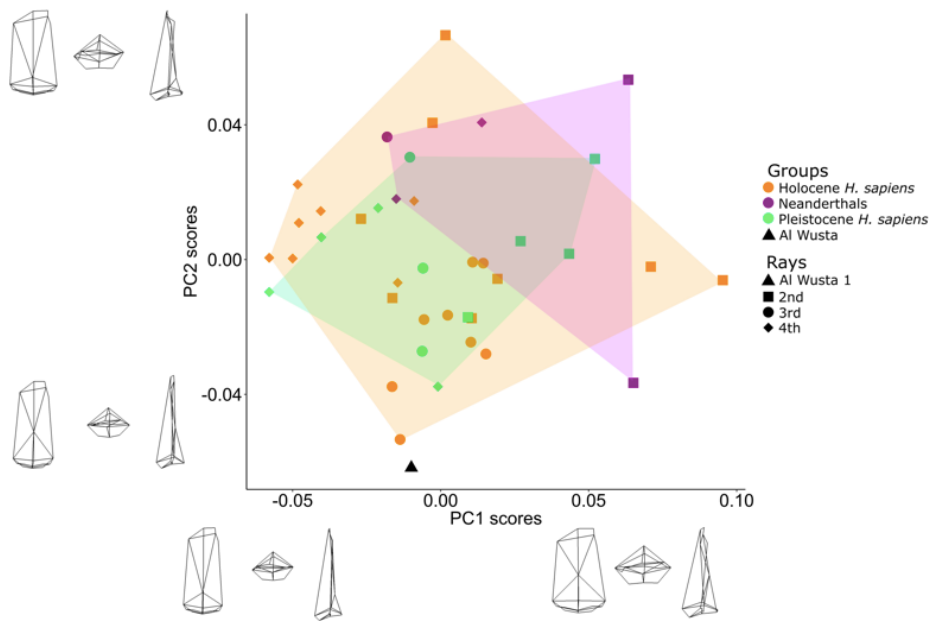 0.04
0.00
-0.04
PC2 scores
-0.05
0.00
0.05
0.10
PC1 scores
Groups
Holocene H. sapiens
Neanderthals
Pleistocene H. sapiens
Al Wusta
Rays
Al Wusta 1
2nd
3rd
4th